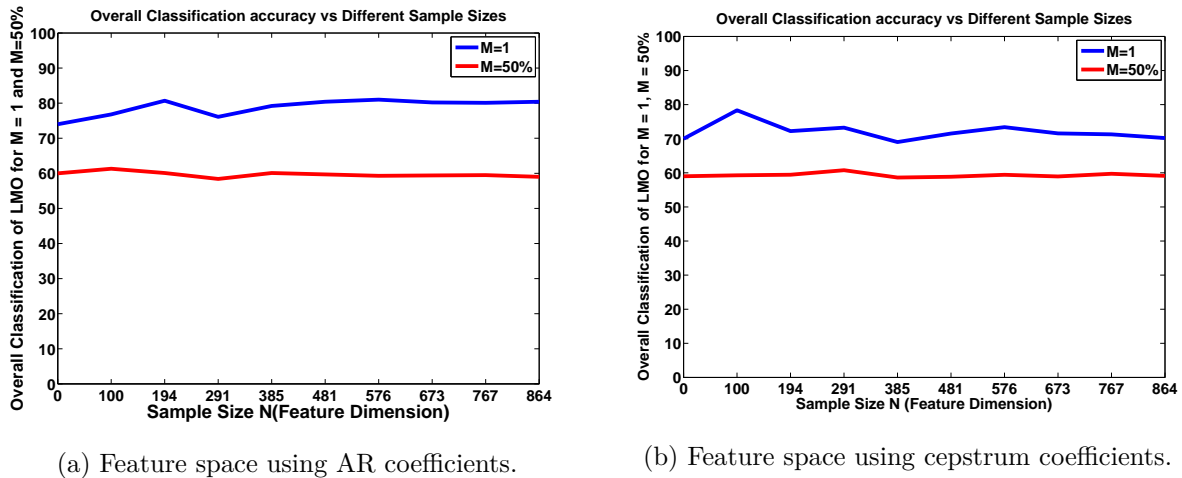 Overall Classification accuracy vs Different Sample Sizes
Overall Classification of LMO for M = 1 and M=50%
100
90
80
70
60
50
40
30
20
10
0
M=1
M=50%
0 100 194 291 385 481 576 673 767 864
Sample Size N(Feature Dimension)
(a) Feature space using AR coefficients.
Overall Classification accuracy vs Different Sample Sizes
Overall Classification of LMO for M = 1, M = 50%
100
90
80
70
60
50
40
30
20
10
0
M=1
M=50%
0 100 194 291 385 481 576 673 767 864
Sample Size N (Feature Dimension)
(b) Feature space using cepstrum coefficients.